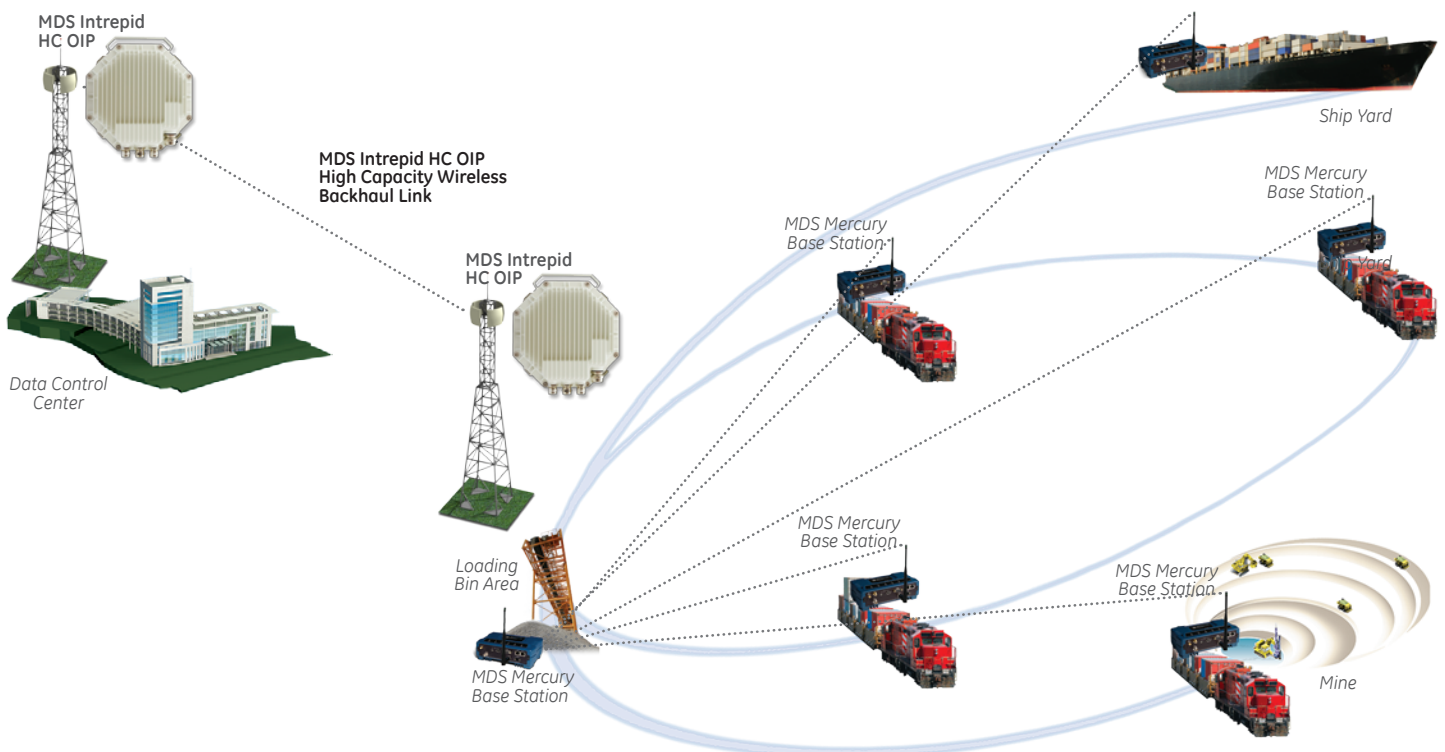 MDS Intrepid
HC OIP
MDS Intrepid HC OIP
High Capacity Wireless
Backhaul Link
Ship Yard
MDS Mercury
Base Station
MDS Mercury
Base Station
Yard
MDS Intrepid
HC OIP
Data Control
Center
MDS Mercury
Base Station
Loading
Bin Area
MDS Mercury
Base Station
MDS Mercury
Base Station
Mine